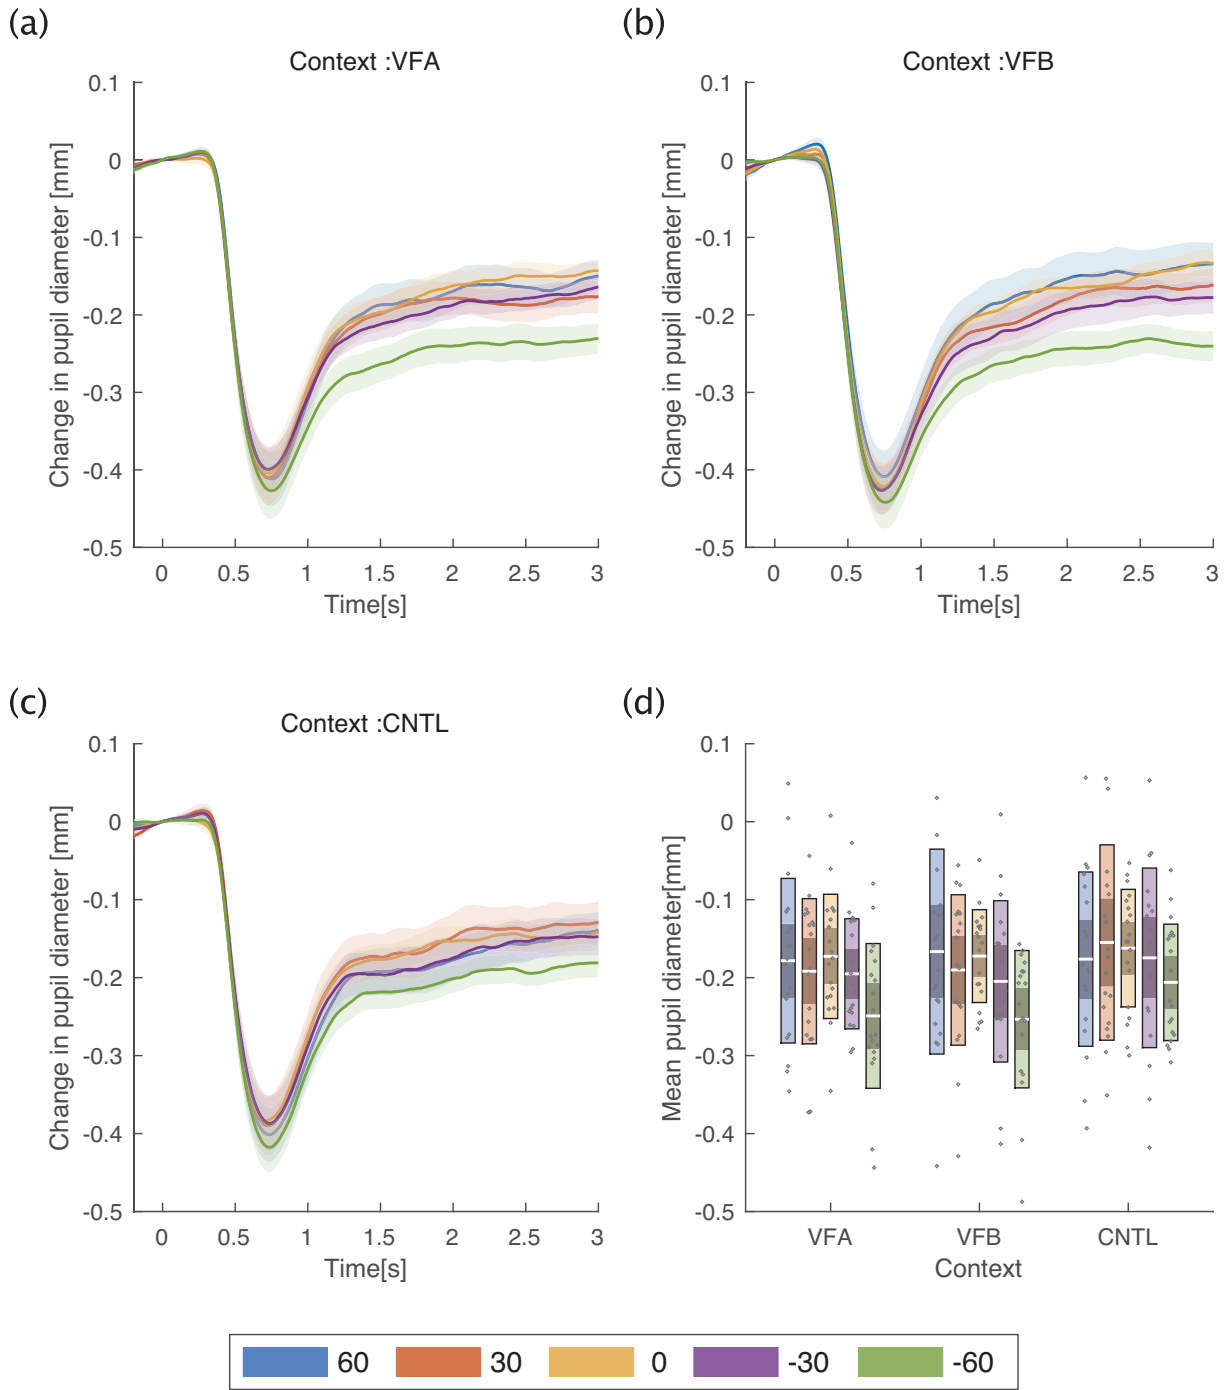 (a)
Context :VFA
0.1
0
-0.1
-0.2
-0.3
-0.4
-0.5
Change in pupil diameter [mm]
0 0.5 1 1.5 2 2.5 3
Time[s]
(b)
Context :VFB
0.1
0
-0.1
-0.2
-0.3
-0.4
-0.5
Change in pupil diameter [mm]
0 0.5 1 1.5 2 2.5 3
Time[s]
(c)
Context :CNTL
0.1
0
-0.1
-0.2
-0.3
-0.4
-0.5
Change in pupil diameter [mm]
0 0.5 1 1.5 2 2.5 3
Time[s]
(d)
0.1
0
-0.1
-0.2
-0.3
-0.4
-0.5
Mean pupil diameter[mm]
VFA VFB CNTL
Context
60 30 0 -30 -60